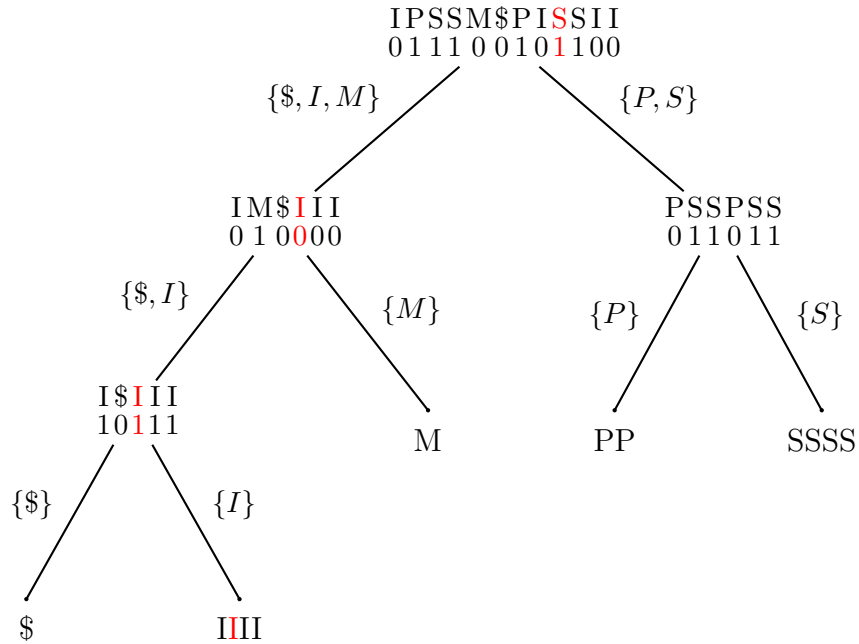 IPSSM$PISSII
011100101100
{$, I, M}
{P, S}
IM$III
010000
PSSPSS
011011
{$, I}
{M}
{P}
{S}
I$III
10111
M
PP
SSSS
{$}
{I}
$
IIII